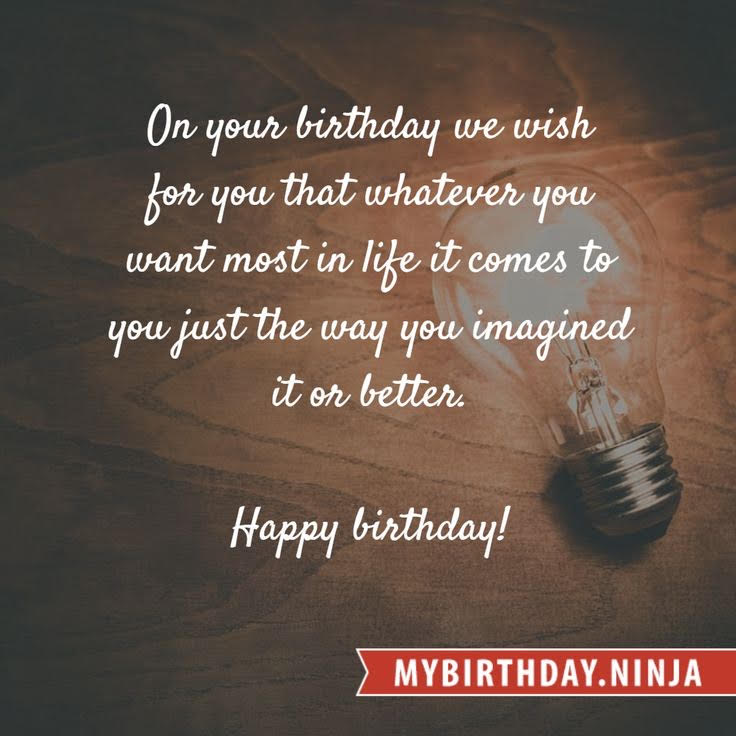 On your birthday we wish
for you that whatever you
want most in life it comes to
you just the way you imagined
it or better.
Happy birthday!
MYBIRTHDAY.NINJA